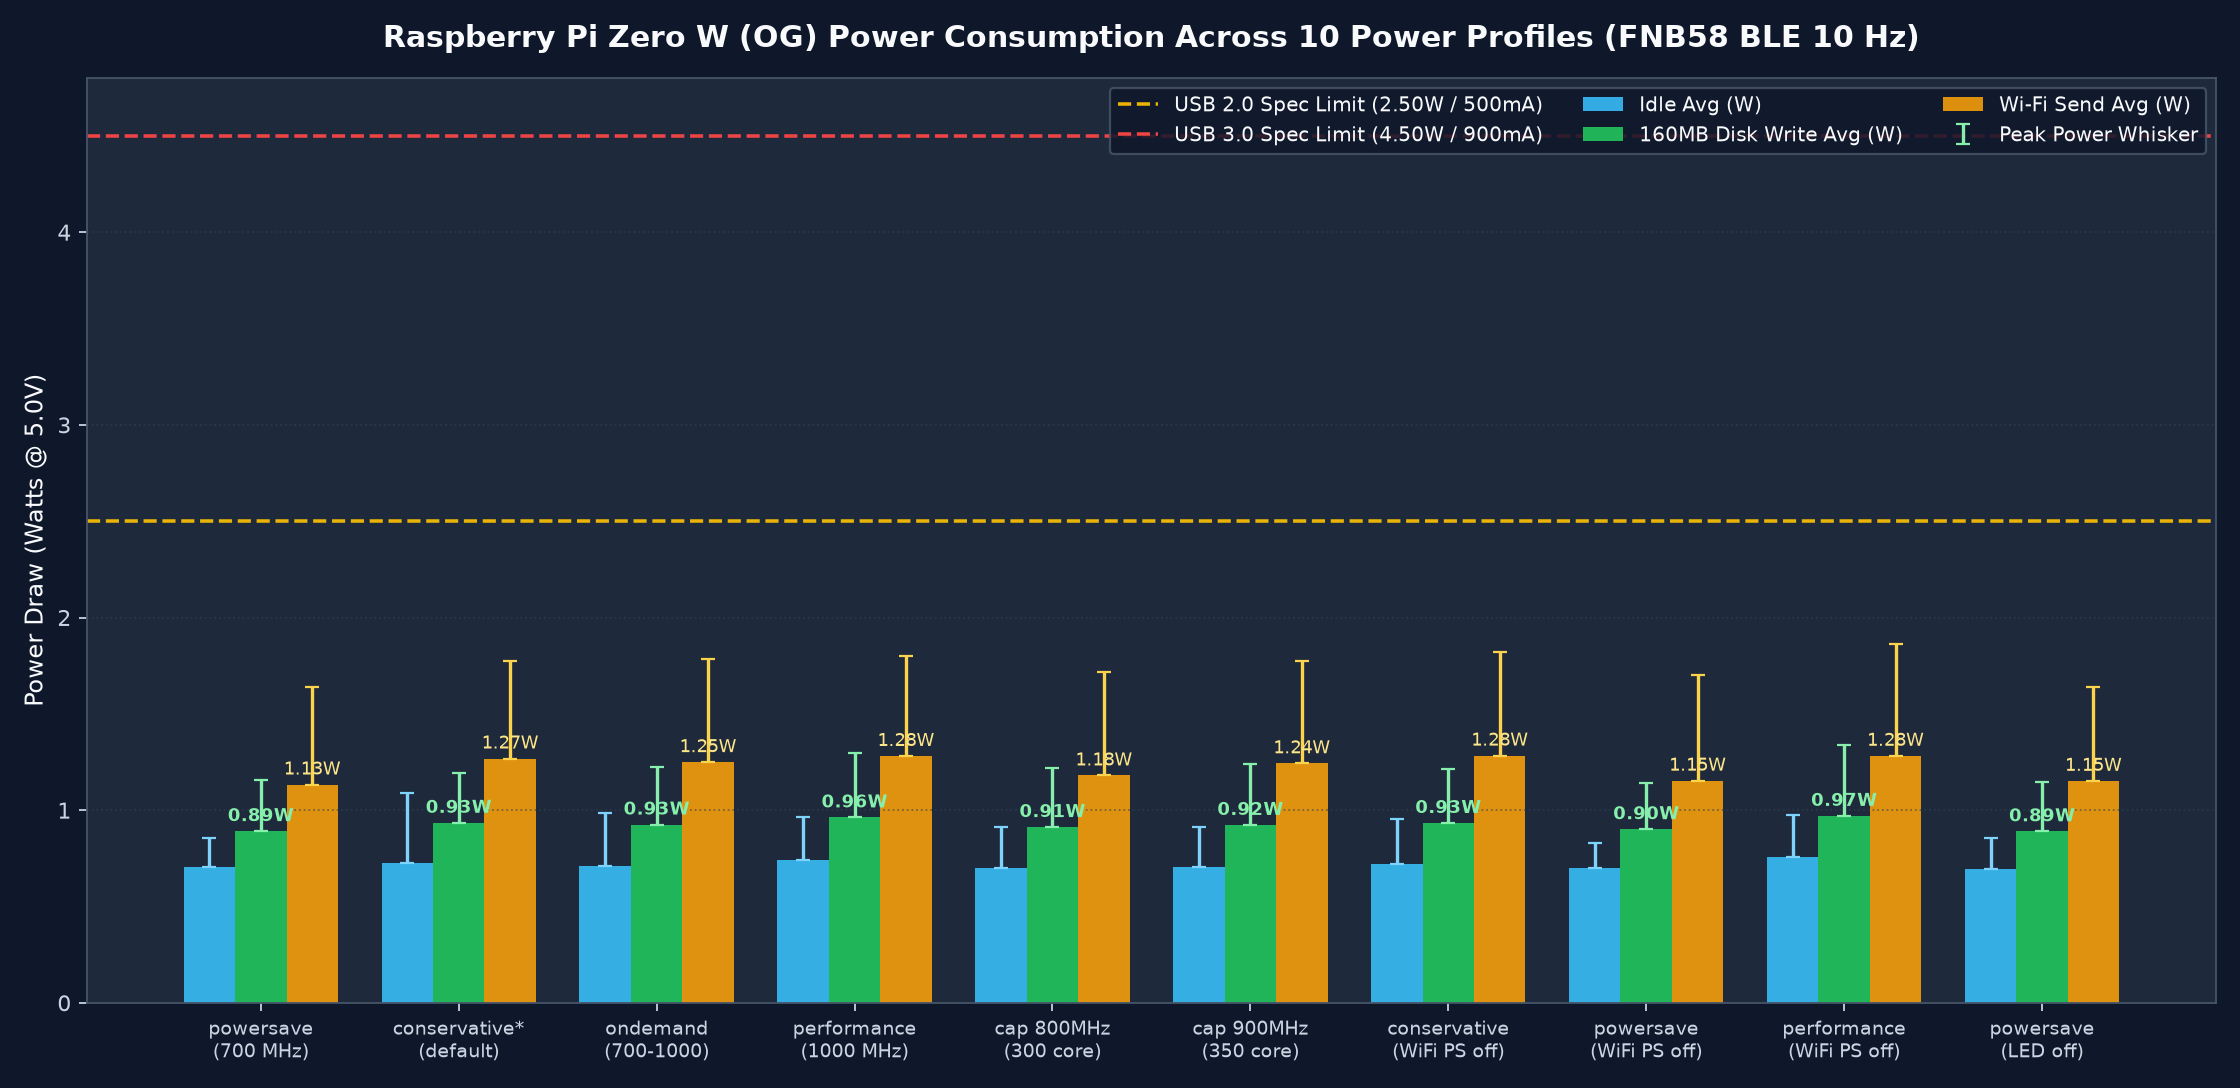 Raspberry Pi Zero W (OG) Power Consumption Across 10 Power Profiles (FNB58 BLE 10 Hz)
USB 2.0 Spec Limit (2.50W / 500mA)
USB 3.0 Spec Limit (4.50W / 900mA)
Idle Avg (W)
160MB Disk Write Avg (W)
Wi-Fi Send Avg (W)
Peak Power Whisker
Power Draw (Watts @ 5.0V)
4
3
2
1
0
0.89W
1.13W
0.93W
1.27W
0.93W
1.25W
0.96W
1.28W
0.91W
1.18W
0.92W
1.24W
0.93W
1.28W
0.90W
1.15W
0.97W
1.28W
0.89W
1.15W
powersave
(700 MHz)
conservative*
(default)
ondemand
(700-1000)
performance
(1000 MHz)
cap 800MHz
(300 core)
cap 900MHz
(350 core)
conservative
(WiFi PS off)
powersave
(WiFi PS off)
performance
(WiFi PS off)
powersave
(LED off)